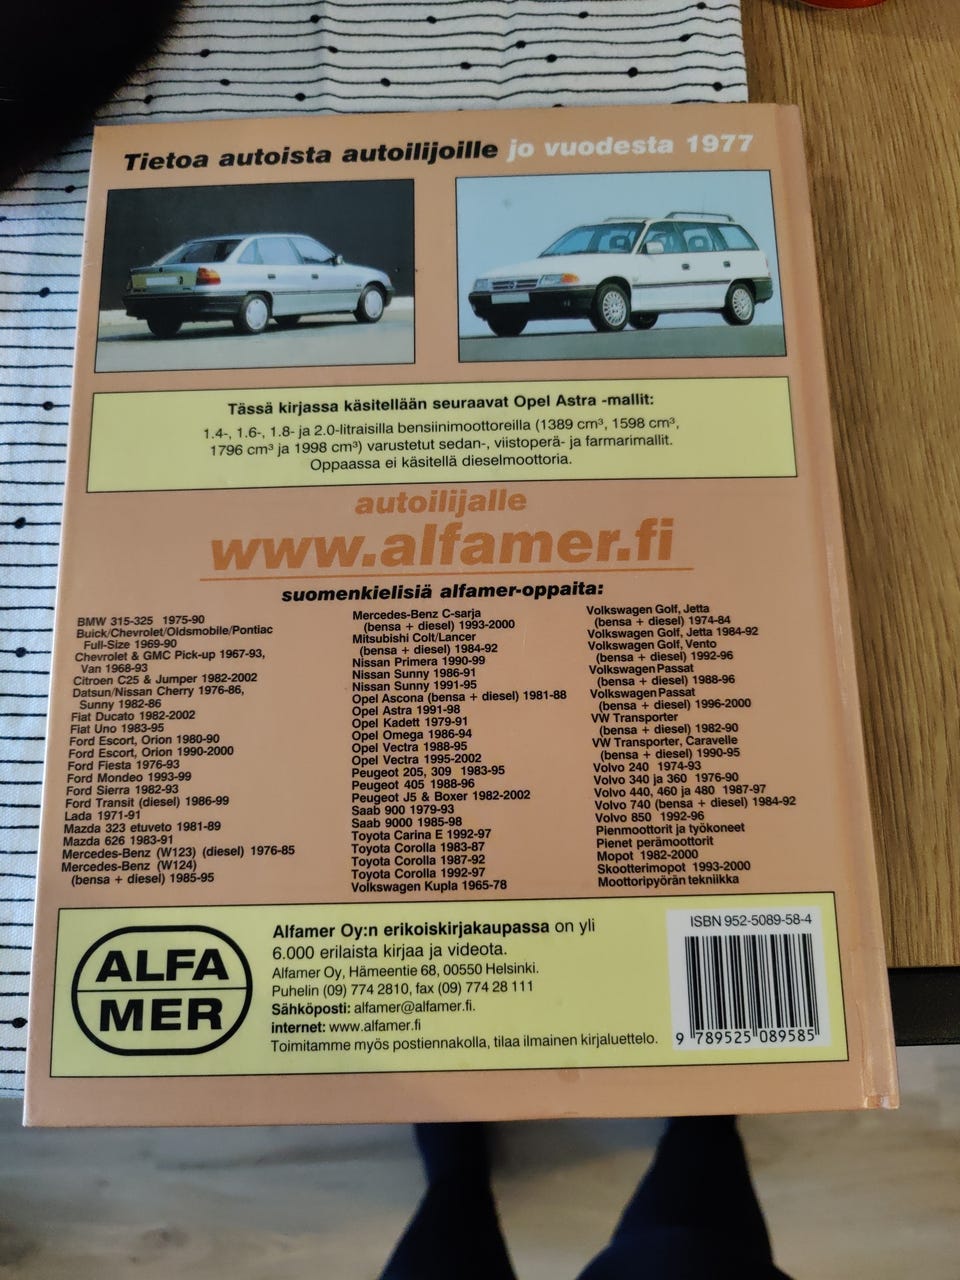 Tietoa autoista autoilijoille jo vuodesta 1977
Tässä kirjassa käsitellään seuraavat Opel Astra -mallit:
1.4-, 1.6-, 1.8- ja 2.0-litraisilla bensiinimoottoreilla (1389 cm³, 1598 cm³,
1796 cm³ ja 1998 cm³) varustetut sedan-, viistoperä- ja farmarimallit.
Oppaassa ei käsitellä dieselmoottoria.
autoilijalle
www.alfamer.fi
suomenkielisiä alfamer-oppaita:
BMW 315-325 1975-90
Buick/Chevrolet/Oldsmobile/Pontiac
Full-Size 1969-90
Chevrolet & GMC Pick-up 1967-93,
Van 1968-93
Citroen C25 & Jumper 1982-2002
Datsun/Nissan Cherry 1976-86,
Sunny 1982-86
Fiat Ducato 1982-2002
Fiat Uno 1983-95
Ford Escort, Orion 1980-90
Ford Escort, Orion 1990-2000
Ford Fiesta 1976-93
Ford Mondeo 1993-99
Ford Sierra 1982-93
Ford Transit (diesel) 1986-99
Lada 1971-91
Mazda 323 etuveto 1981-89
Mazda 626 1983-91
Mercedes-Benz (W123) (diesel) 1976-85
Mercedes-Benz (W124)
(bensa + diesel) 1985-95
Mercedes-Benz C-sarja
(bensa + diesel) 1993-2000
Mitsubishi Colt/Lancer
(bensa + diesel) 1984-92
Nissan Primera 1990-99
Nissan Sunny 1986-91
Nissan Sunny 1991-95
Opel Ascona (bensa + diesel) 1981-88
Opel Astra 1991-98
Opel Kadett 1979-91
Opel Omega 1986-94
Opel Vectra 1988-95
Opel Vectra 1995-2002
Peugeot 205, 309 1983-95
Peugeot 405 1988-96
Peugeot J5 & Boxer 1982-2002
Saab 900 1979-93
Saab 9000 1985-98
Toyota Carina E 1992-97
Toyota Corolla 1983-87
Toyota Corolla 1987-92
Toyota Corolla 1992-97
Volkswagen Kupla 1965-78
Volkswagen Golf, Jetta
(bensa + diesel) 1974-84
Volkswagen Golf, Jetta 1984-92
Volkswagen Golf, Vento
(bensa + diesel) 1992-96
Volkswagen Passat
(bensa + diesel) 1988-96
Volkswagen Passat
(bensa + diesel) 1996-2000
VW Transporter
(bensa + diesel) 1982-90
VW Transporter, Caravelle
(bensa + diesel) 1990-95
Volvo 240 1974-93
Volvo 340 ja 360 1976-90
Volvo 440, 460 ja 480 1987-97
Volvo 740 (bensa + diesel) 1984-92
Volvo 850 1992-96
Pienmoottorit ja työkoneet
Pienet perämoottorit
Mopot 1982-2000
Skootterimopot 1993-2000
Moottoripyörän tekniikka
ALFA
MER
Alfamer Oy:n erikoiskirjakaupassa on yli
6.000 erilaista kirjaa ja videota.
Alfamer Oy, Hämeentie 68, 00550 Helsinki.
Puhelin (09) 774 2810, fax (09) 774 28 111
Sähköposti: alfamer@alfamer.fi.
internet: www.alfamer.fi
Toimitamme myös postiennakolla, tilaa ilmainen kirjaluettelo.
ISBN 952-5089-58-4
9 789525 089585